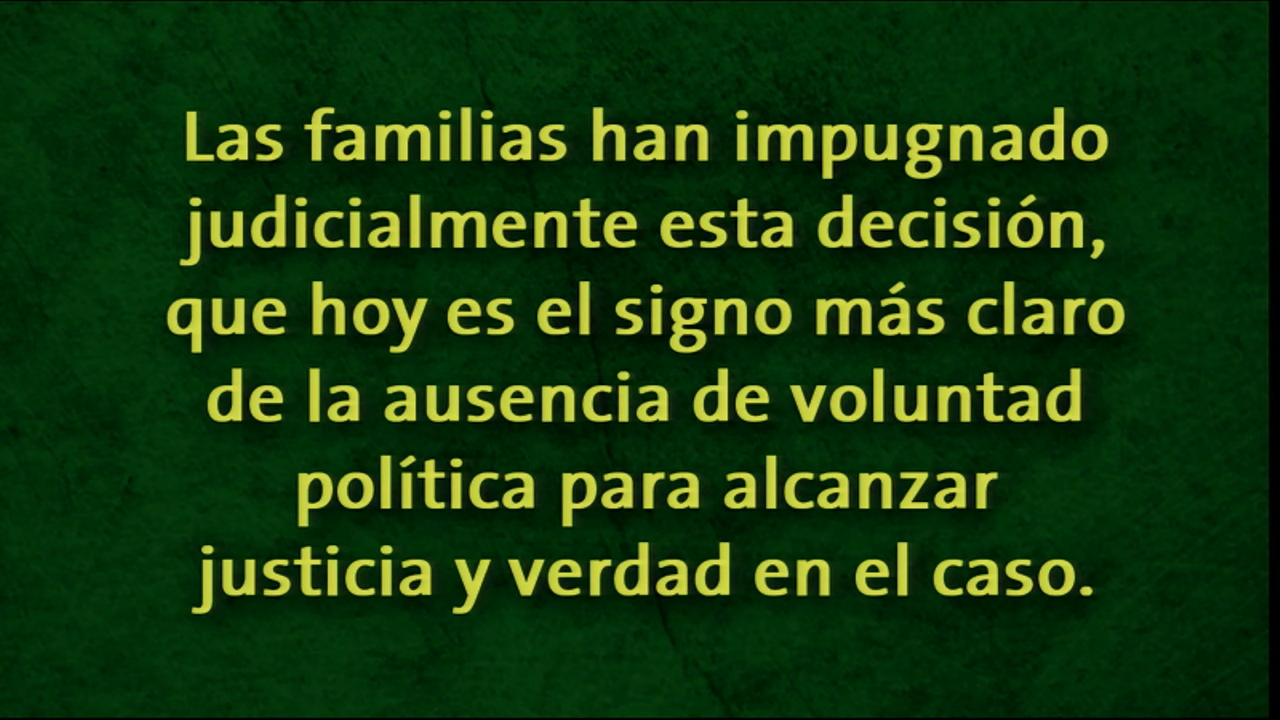 Las familias han impugnado
judicialmente esta decisión,
que hoy es el signo más claro
de la ausencia de voluntad
política para alcanzar
justicia y verdad en el caso.